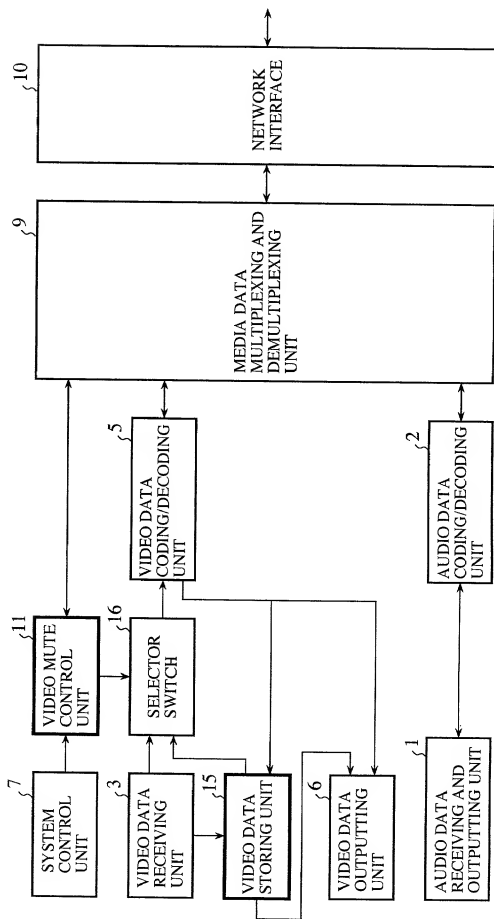 7
SYSTEM
CONTROL
UNIT
11
VIDEO MUTE
CONTROL
UNIT
3
VIDEO DATA
RECEIVING
UNIT
16
SELECTOR
SWITCH
15
VIDEO DATA
STORING UNIT
5
VIDEO DATA
CODING/DECODING
UNIT
6
VIDEO DATA
OUTPUTTING
UNIT
1
AUDIO DATA
RECEIVING AND
OUTPUTTING UNIT
2
AUDIO DATA
CODING/DECODING
UNIT
9
MEDIA DATA
MULTIPLEXING AND
DEMULTIPLEXING
UNIT
10
NETWORK
INTERFACE